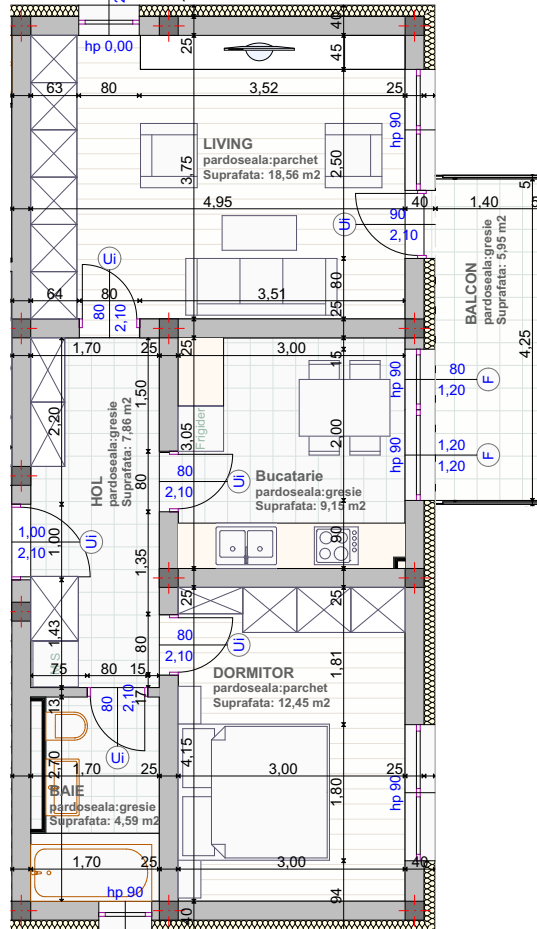 2
40
25
45
hp 0,00
63
80
3,52
25
hp 90
LIVING
pardoseala:parchet
Suprafata: 18,56 m2
3,75
2,50
4,95
40
1,40
5
90
2,10
Ui
BALCON
pardoseala:gresie
Suprafata: 5,95 m2
4,25
Ui
80
64
80
3,51
25
80
2,10
1,70
25
25
3,00
15
hp 90
80
1,20
F
1,50
2,20
HOL
pardoseala:gresie
Suprafata: 7,86 m2
3,05
Frigider
2,00
hp 90
1,20
1,20
F
80
80
2,10
Ui
Bucatarie
pardoseala:gresie
Suprafata: 9,15 m2
1,00
2,10
1,00
Ui
1,35
90
25
25
1,43
80
80
2,10
Ui
75
80
15
17
1,81
DORMITOR
pardoseala:parchet
Suprafata: 12,45 m2
13
80
2,10
Ui
4,15
2,70
1,70
25
3,00
25
BAIE
pardoseala:gresie
Suprafata: 4,59 m2
1,80
hp 90
1,70
25
3,00
40
hp 90
94
40